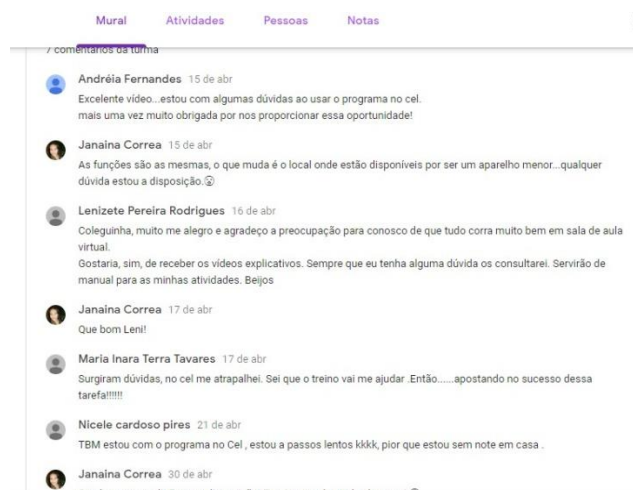 Mural Atividades Pessoas Notas
7 comentários da turma
Andréia Fernandes 15 de abr
Excelente vídeo...estou com algumas dúvidas ao usar o programa no cel.
mais uma vez muito obrigada por nos proporcionar essa oportunidade!
Janaina Correa 15 de abr
As funções são as mesmas, o que muda é o local onde estão disponíveis por ser um aparelho menor...qualquer
dúvida estou a disposição.😮
Lenizete Pereira Rodrigues 16 de abr
Coleguinha, muito me alegro e agradeço a preocupação para conosco de que tudo corra muito bem em sala de aula
virtual.
Gostaria, sim, de receber os vídeos explicativos. Sempre que eu tenha alguma dúvida os consultarei. Servirão de
manual para as minhas atividades. Beijos
Janaina Correa 17 de abr
Que bom Leni!
Maria Inara Terra Tavares 17 de abr
Surgiram dúvidas, no cel me atrapalhei. Sei que o treino vai me ajudar .Então......apostando no sucesso dessa
tarefa!!!!!!
Nicele cardoso pires 21 de abr
TBM estou com o programa no Cel , estou a passos lentos kkkk, pior que estou sem note em casa .
Janaina Correa 30 de abr